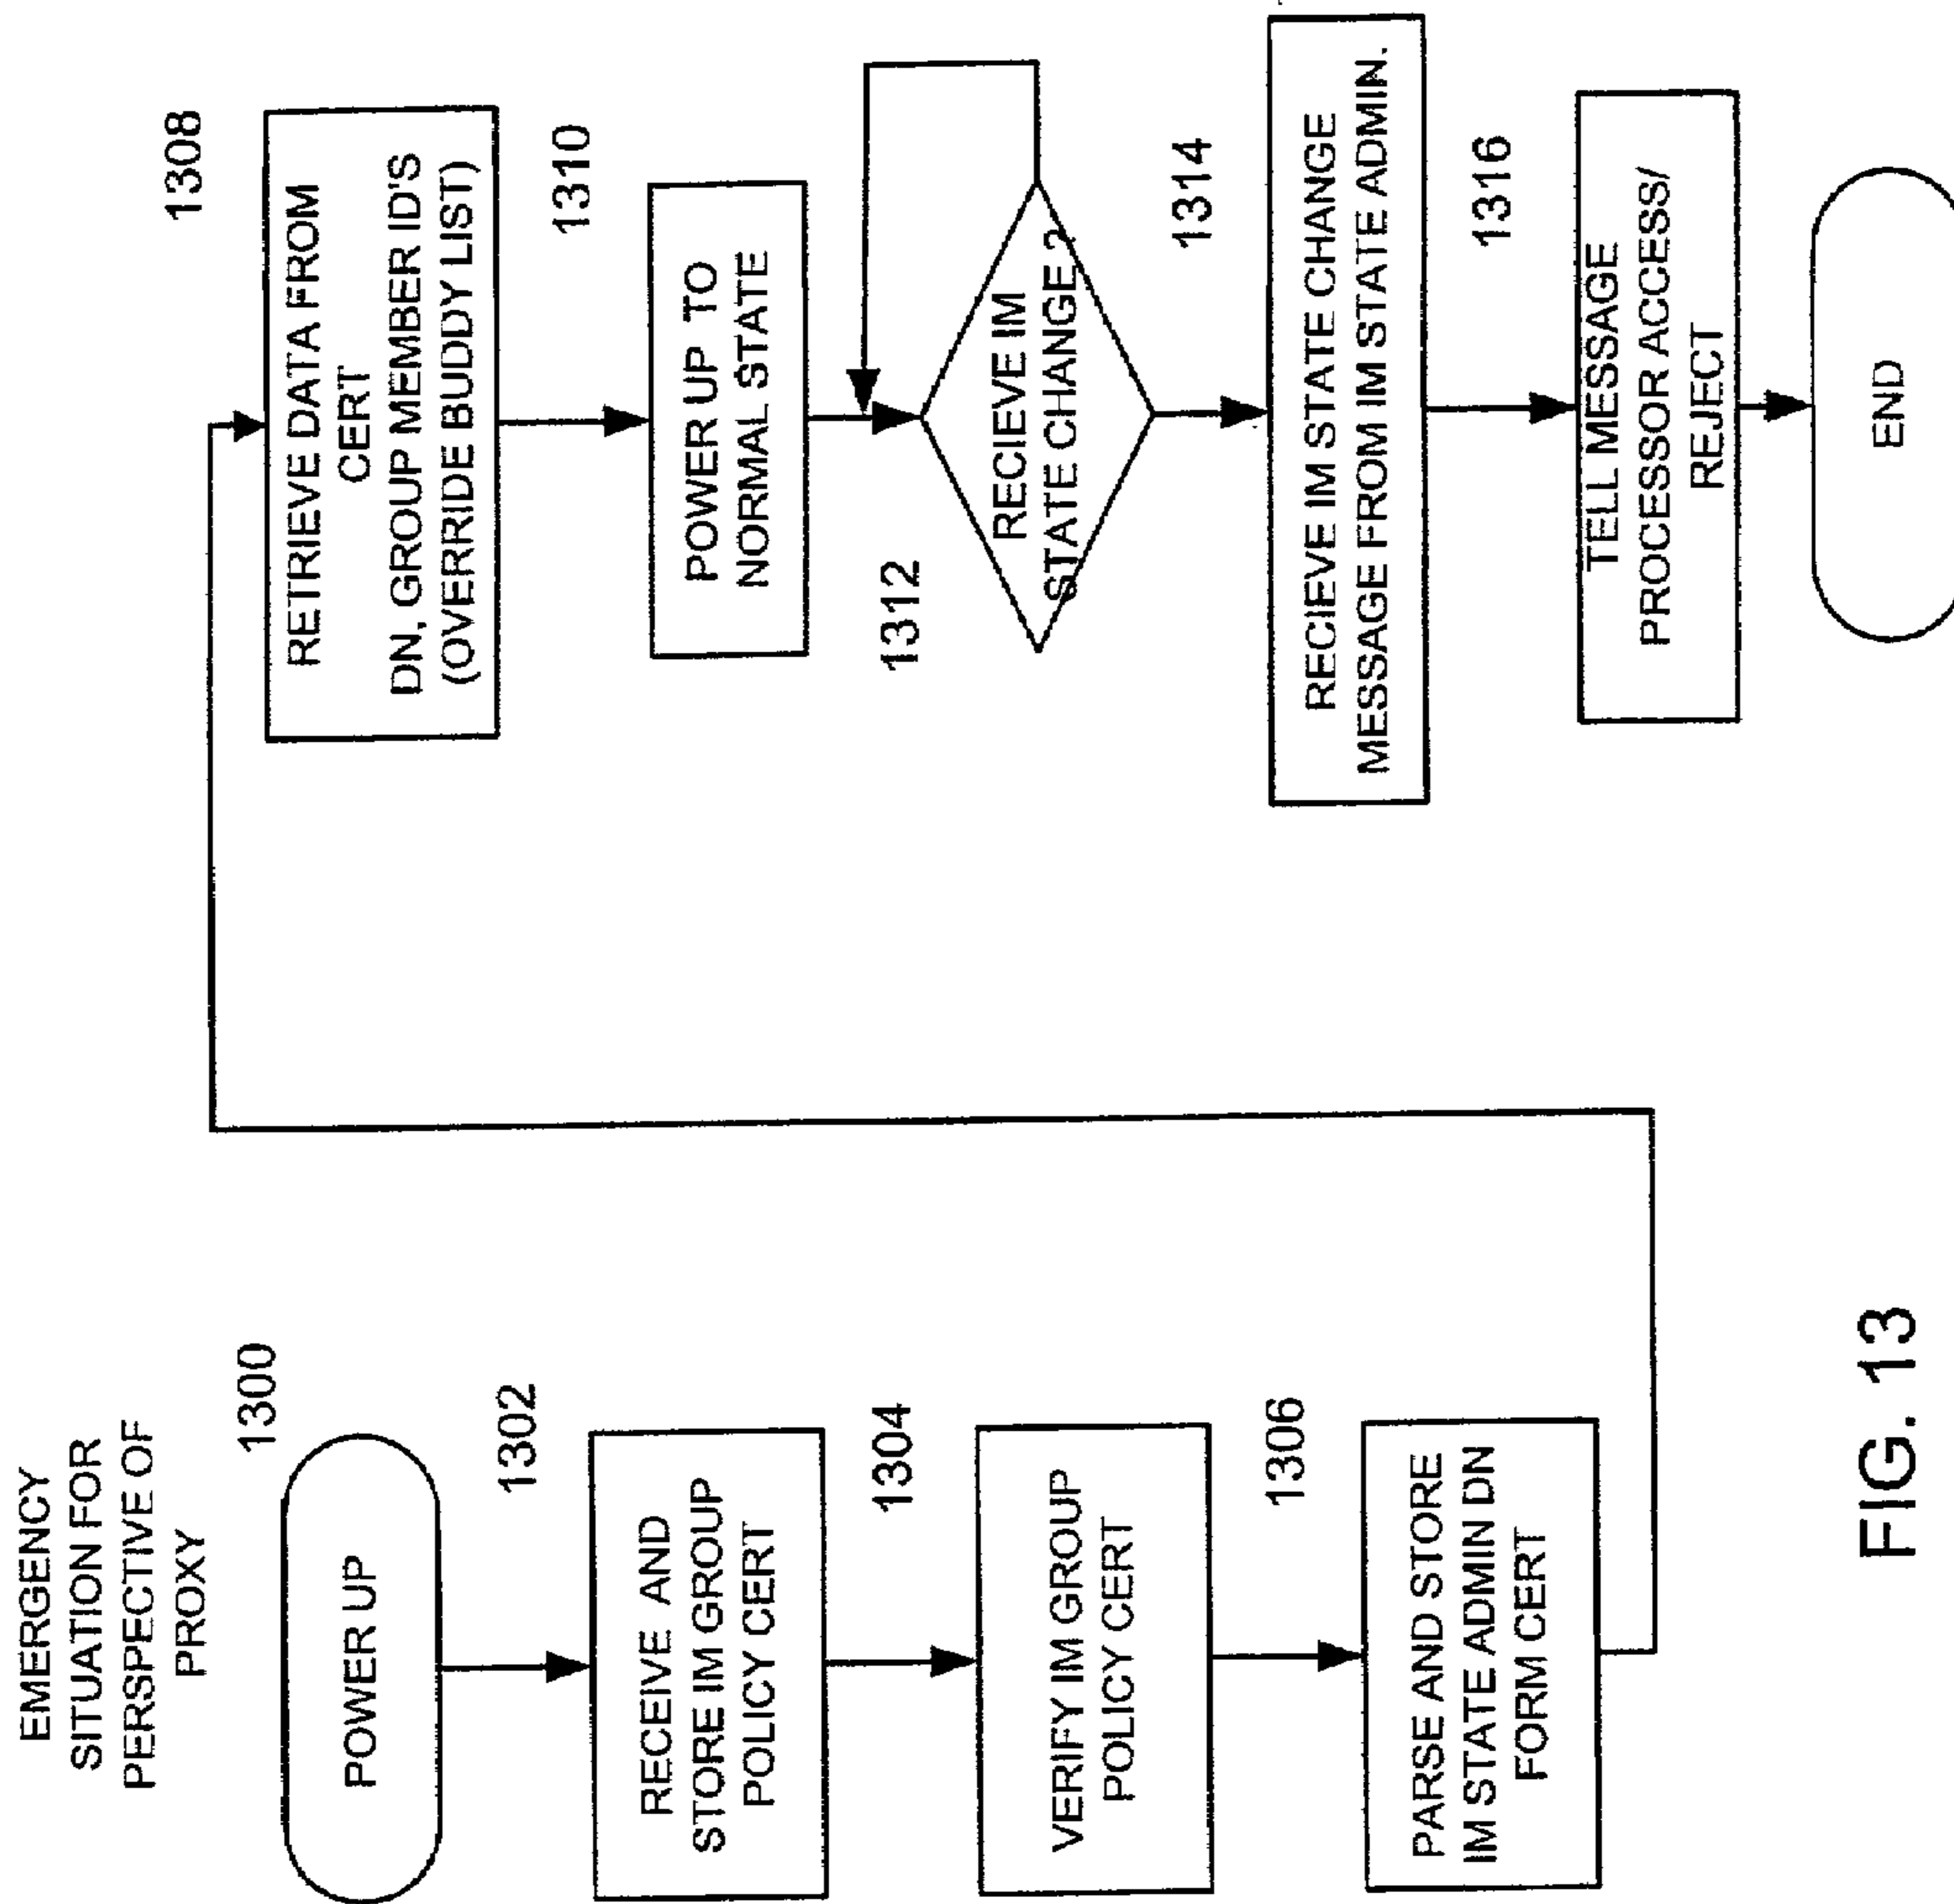 EMERGENCY
SITUATION FOR
PERSPECTIVE OF
PROXY
1300
POWER UP
1302
RECEIVE AND
STORE IM GROUP
POLICY CERT
1304
VERIFY IM GROUP
POLICY CERT
1306
PARSE AND STORE
IM STATE ADMIN DN
FORM CERT
1308
RETRIEVE DATA FROM
CERT
DN, GROUP MEMBER ID'S
(OVERRIDE BUDDY LIST)
1310
POWER UP TO
NORMAL STATE
1312
RECIEVE IM
STATE CHANGE ?
1314
RECIEVE IM STATE CHANGE
MESSAGE FROM IM STATE ADMIN.
1316
TELL MESSAGE
PROCESSOR ACCESS/
REJECT
END
FIG. 13